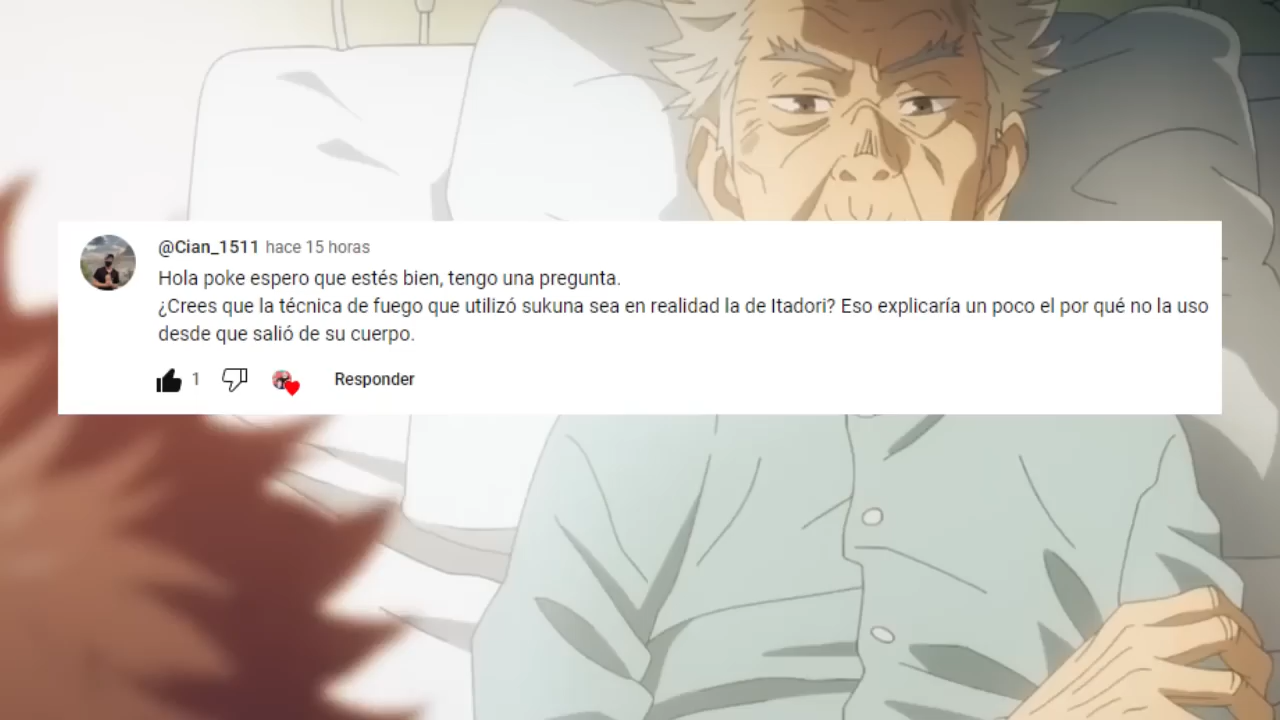 @Cian_1511 hace 15 horas
Hola poke espero que estés bien, tengo una pregunta.
¿Crees que la técnica de fuego que utilizó sukuna sea en realidad la de Itadori? Eso explicaría un poco el por qué no la uso
desde que salió de su cuerpo.
1 Responder